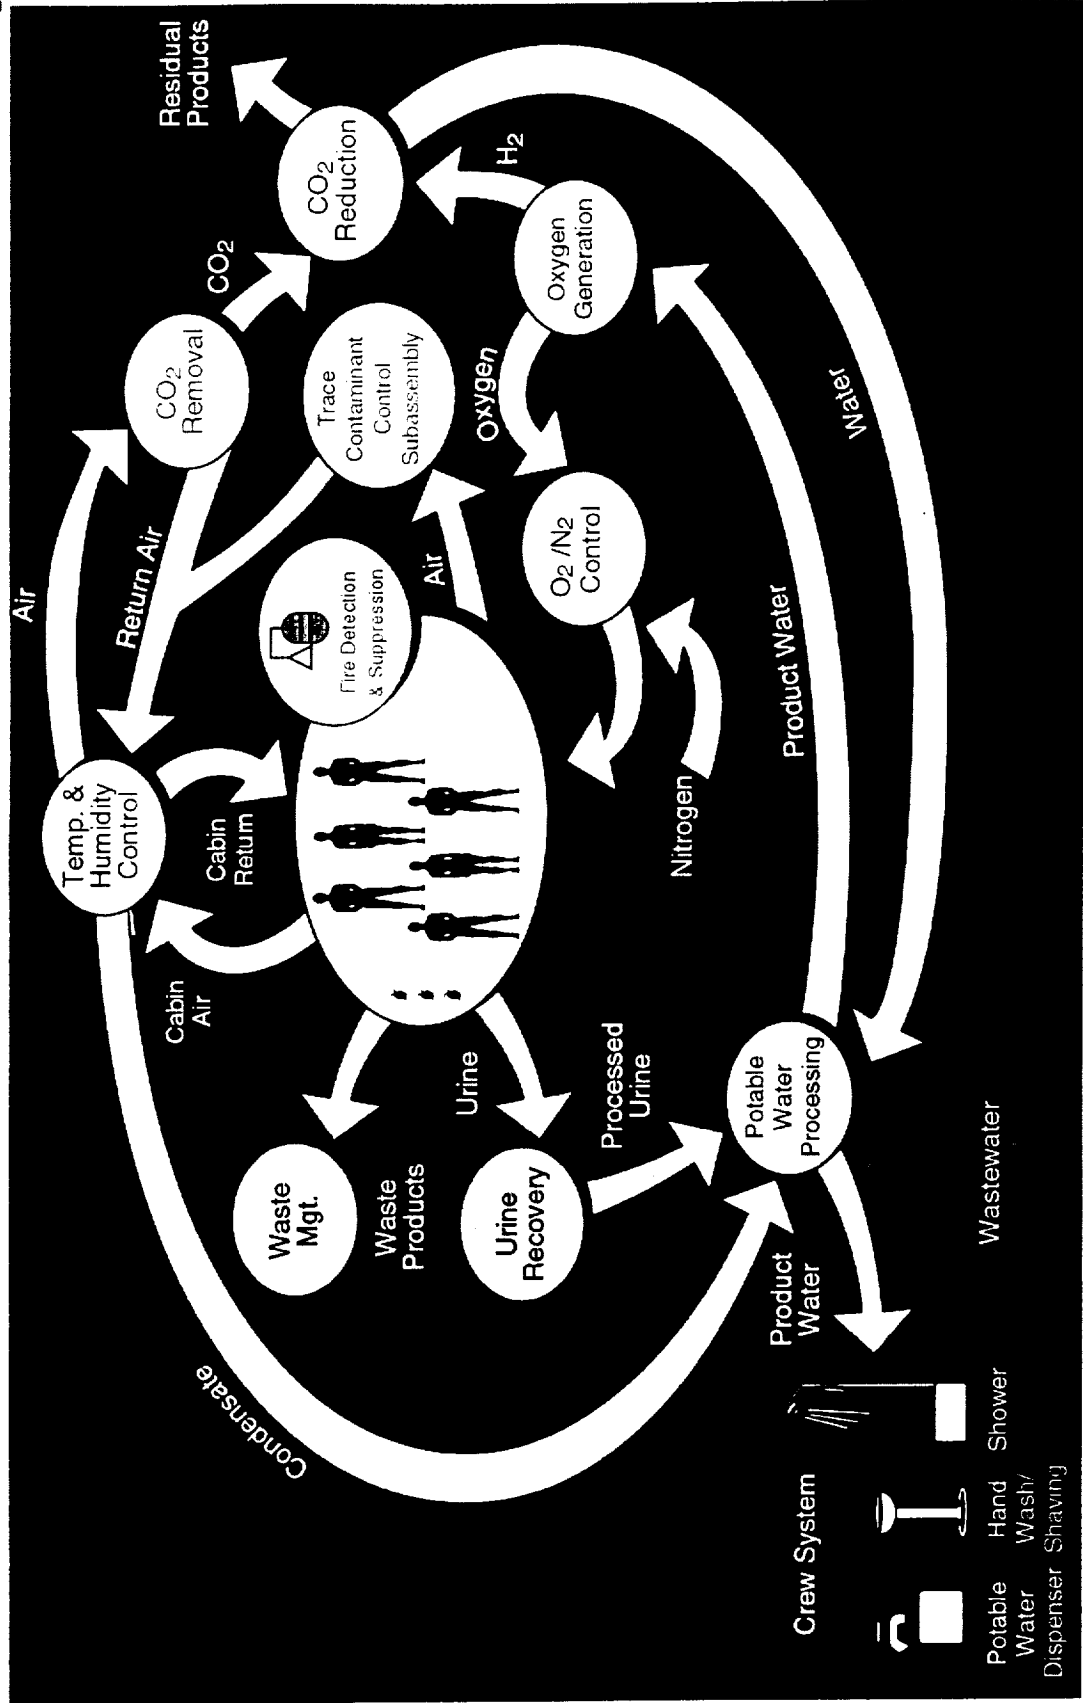 Temp. &
Humidity
Control
Air
CO2
Removal
Return Air
CO2
Residual
Products
CO2
Reduction
H2
Cabin
Air
Cabin
Return
Condensate
Fire Detection
& Suppression
Trace
Contaminant
Control
Subassembly
Air
Oxygen
Oxygen
Generation
O2 /N2
Control
Nitrogen
Waste
Mgt.
Waste
Products
Urine
Urine
Recovery
Processed
Urine
Potable
Water
Processing
Product Water
Water
Product
Water
Wastewater
Crew System
Potable
Water
Dispenser
Hand
Wash/
Shaving
Shower